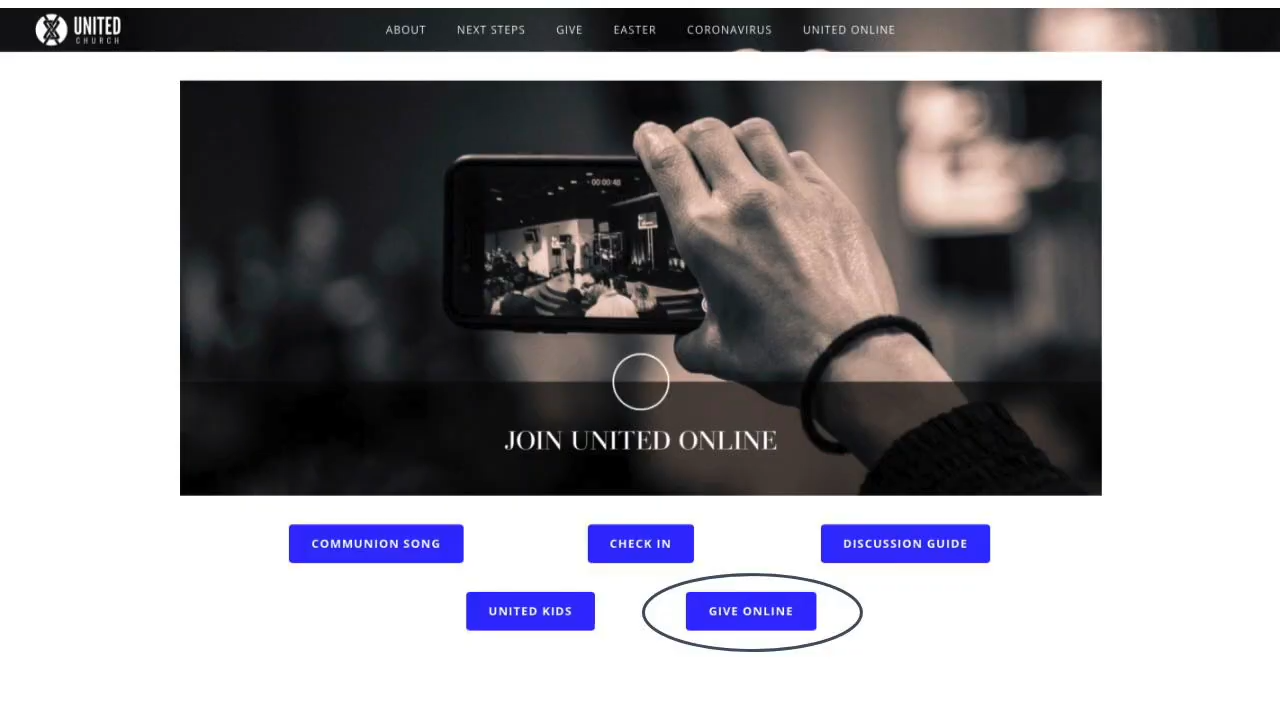 UNITED
CHURCH
ABOUT NEXT STEPS GIVE EASTER CORONAVIRUS UNITED ONLINE
00:00:48
JOIN UNITED ONLINE
COMMUNION SONG CHECK IN DISCUSSION GUIDE
UNITED KIDS GIVE ONLINE